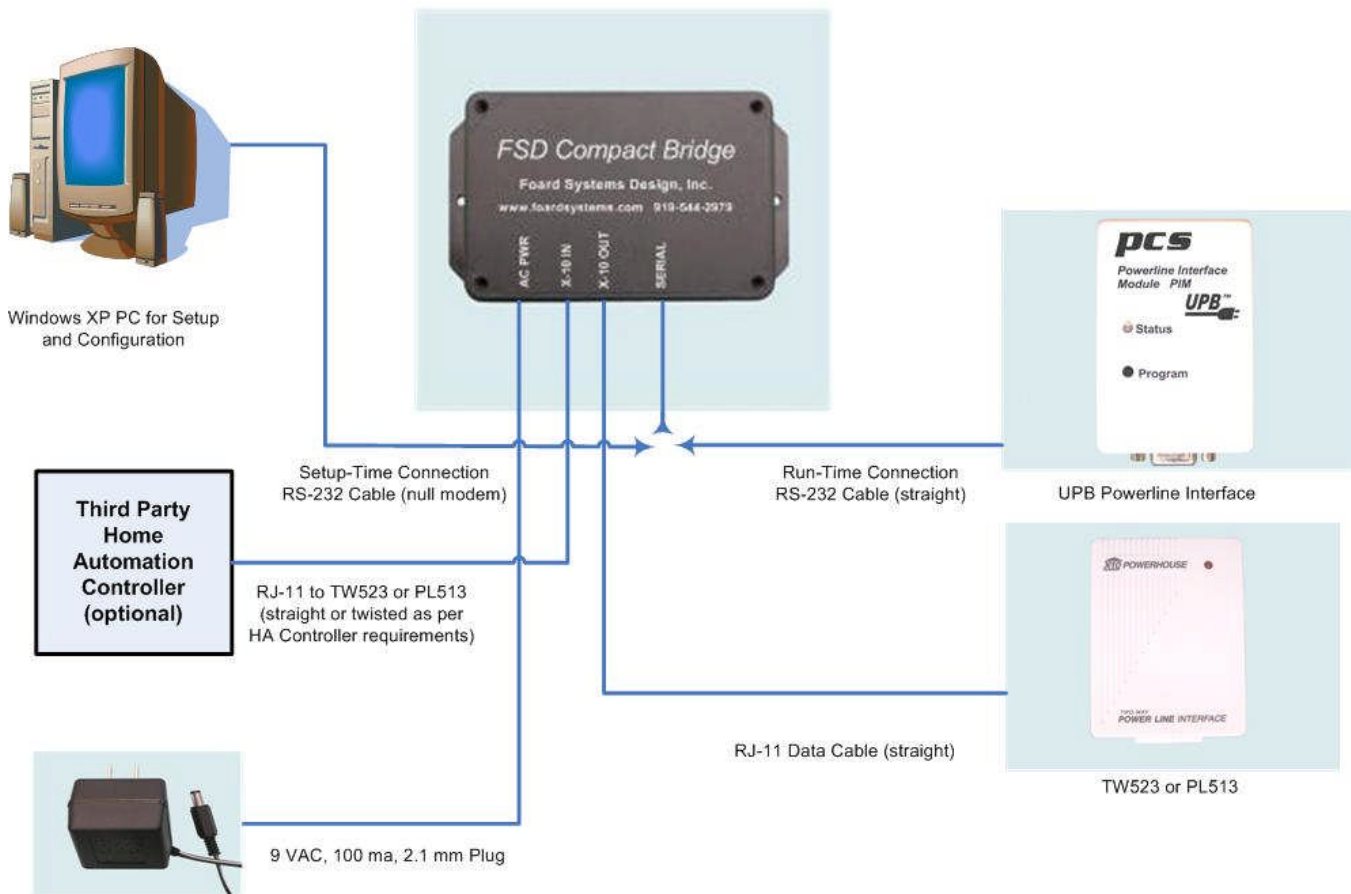 FSD Compact Bridge
Foard Systems Design, Inc.
www.foardsystems.com 919-544-3979
AC PWR
X-10 IN
X-10 OUT
SERIAL
Windows XP PC for Setup
and Configuration
pcs
Powerline Interface
Module PIM
UPB™
Status
Program
Setup-Time Connection
RS-232 Cable (null modem)
Run-Time Connection
RS-232 Cable (straight)
UPB Powerline Interface
Third Party
Home
Automation
Controller
(optional)
RJ-11 to TW523 or PL513
(straight or twisted as per
HA Controller requirements)
POWERHOUSE
TWO-WAY
POWER LINE INTERFACE
RJ-11 Data Cable (straight)
TW523 or PL513
9 VAC, 100 ma, 2.1 mm Plug